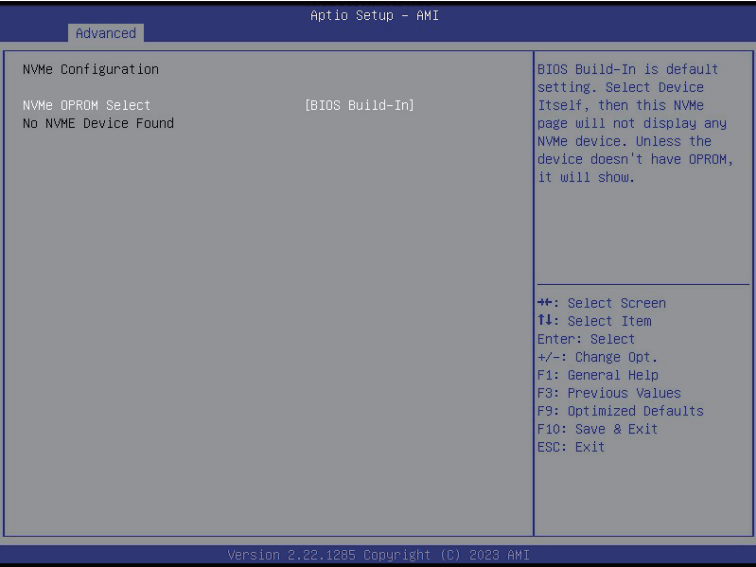 Aptio Setup – AMI
Advanced
NVMe Configuration
NVMe OPROM Select [BIOS Build-In]
No NVME Device Found
BIOS Build-In is default
setting. Select Device
Itself, then this NVMe
page will not display any
NVMe device. Unless the
device doesn't have OPROM,
it will show.
→←: Select Screen
↑↓: Select Item
Enter: Select
+/-: Change Opt.
F1: General Help
F3: Previous Values
F9: Optimized Defaults
F10: Save & Exit
ESC: Exit
Version 2.22.1285 Copyright (C) 2023 AMI